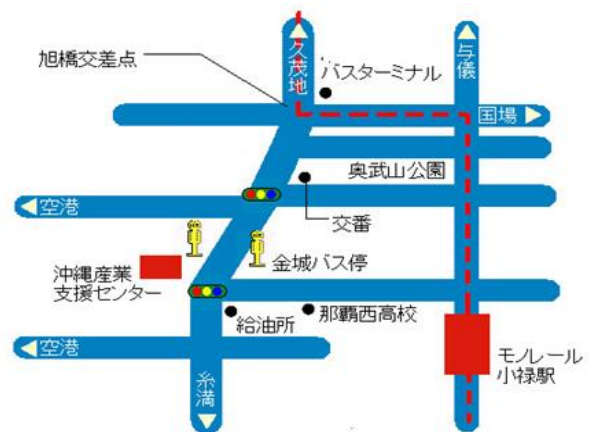 久茂地
与儀
旭橋交差点
バスターミナル
国場
奥武山公園
空港
交番
金城バス停
沖縄産業
支援センター
給油所
那覇西高校
空港
モノレール
小禄駅
糸満